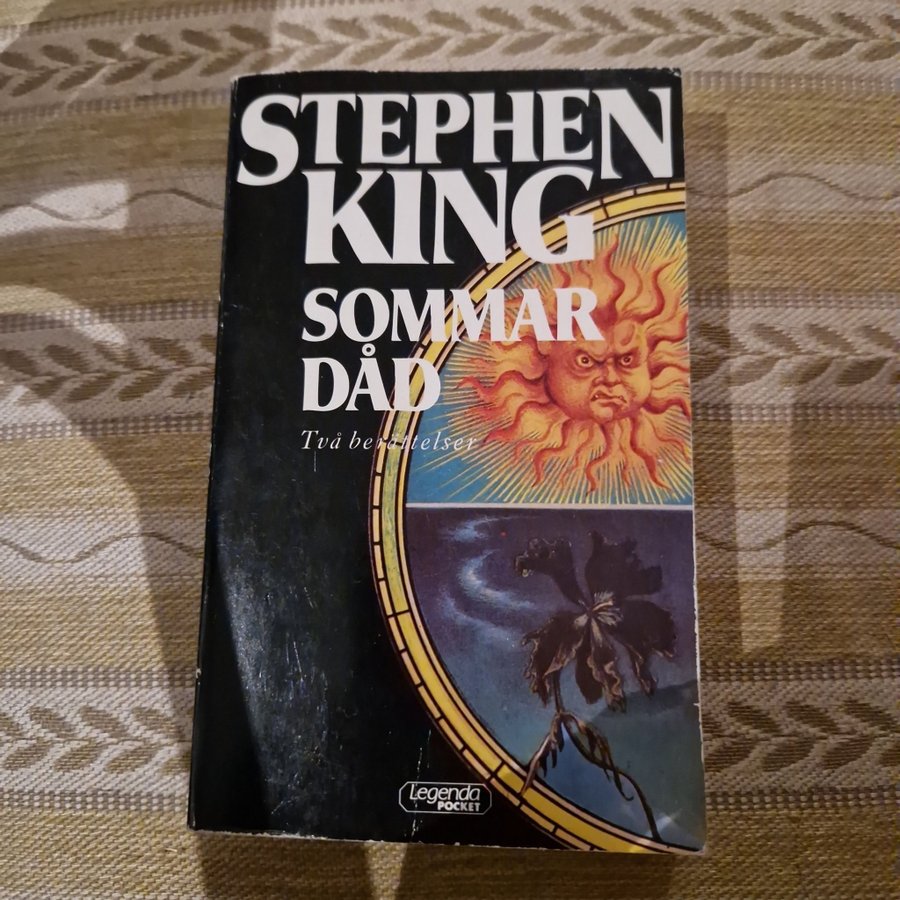 STEPHEN
KING
SOMMAR
DÅD
Två berättelser
Legenda
POCKET